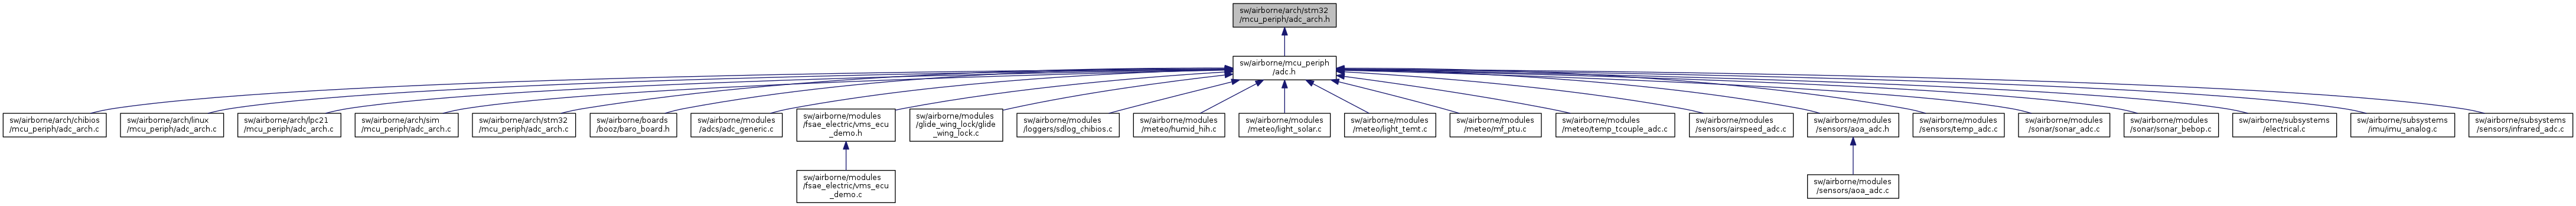 sw/airborne/arch/stm32
/mcu_periph/adc_arch.h
sw/airborne/mcu_periph
/adc.h
sw/airborne/arch/chibios
/mcu_periph/adc_arch.c
sw/airborne/arch/linux
/mcu_periph/adc_arch.c
sw/airborne/arch/lpc21
/mcu_periph/adc_arch.c
sw/airborne/arch/sim
/mcu_periph/adc_arch.c
sw/airborne/arch/stm32
/mcu_periph/adc_arch.c
sw/airborne/boards
/booz/baro_board.h
sw/airborne/modules
/adcs/adc_generic.c
sw/airborne/modules
/fsae_electric/vms_ecu
_demo.h
sw/airborne/modules
/glide_wing_lock/glide
_wing_lock.c
sw/airborne/modules
/loggers/sdlog_chibios.c
sw/airborne/modules
/meteo/humid_hih.c
sw/airborne/modules
/meteo/light_solar.c
sw/airborne/modules
/meteo/light_temt.c
sw/airborne/modules
/meteo/mf_ptu.c
sw/airborne/modules
/meteo/temp_tcouple_adc.c
sw/airborne/modules
/sensors/airspeed_adc.c
sw/airborne/modules
/sensors/aoa_adc.h
sw/airborne/modules
/sensors/temp_adc.c
sw/airborne/modules
/sonar/sonar_adc.c
sw/airborne/modules
/sonar/sonar_bebop.c
sw/airborne/subsystems
/electrical.c
sw/airborne/subsystems
/imu/imu_analog.c
sw/airborne/subsystems
/sensors/infrared_adc.c
sw/airborne/modules
/fsae_electric/vms_ecu
_demo.c
sw/airborne/modules
/sensors/aoa_adc.c